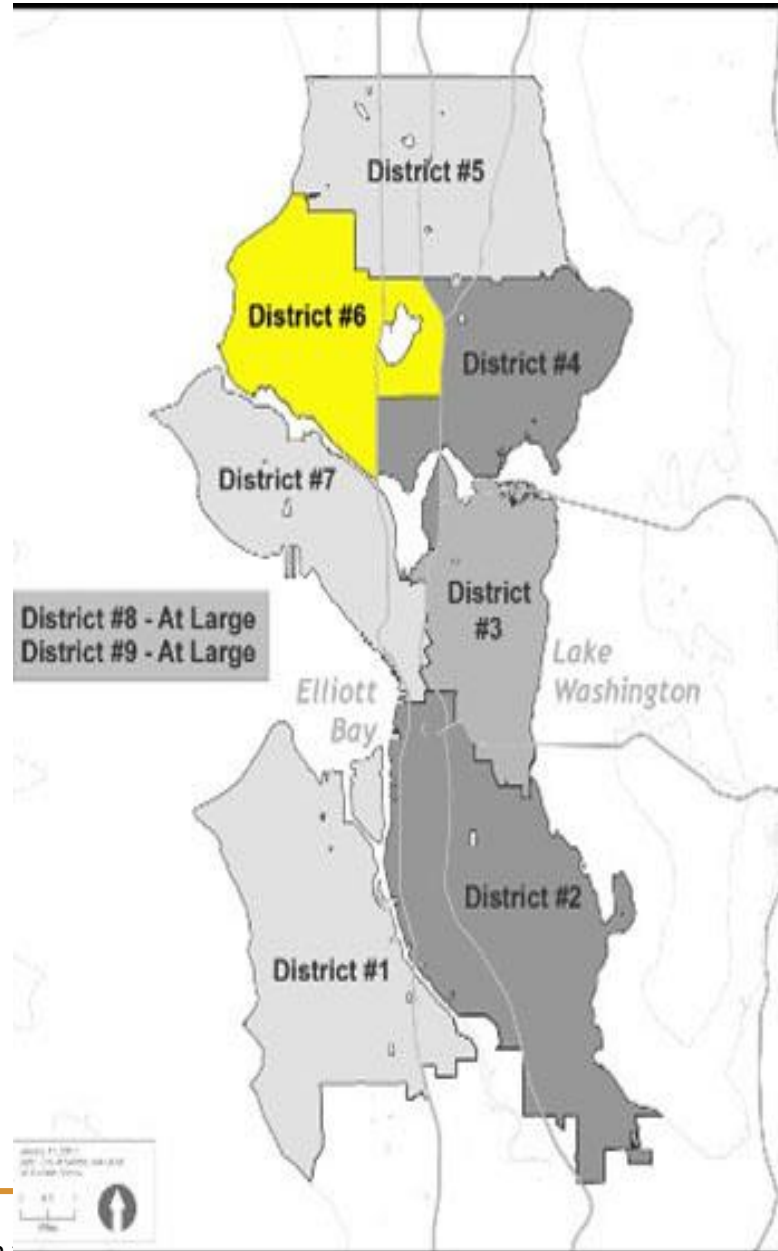 District #5
District #6
District #4
District #7
District
#3
District #8 - At Large
District #9 - At Large
Lake
Washington
Elliott
Bay
District #2
District #1